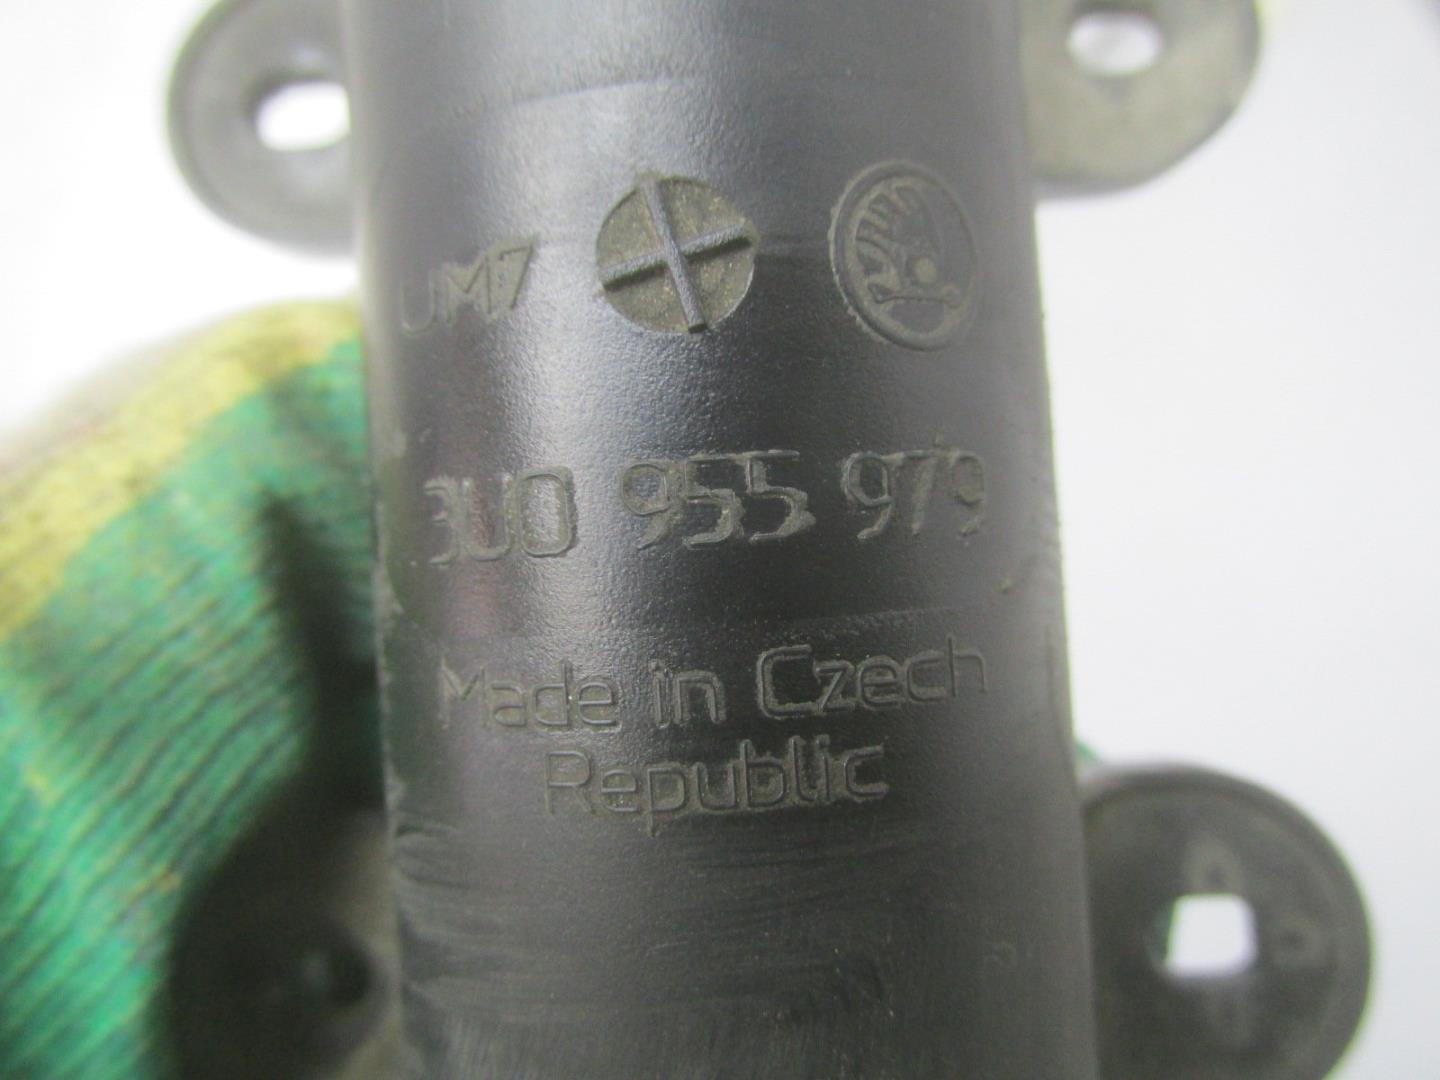 UM7
3U0 955 979
Made in Czech
Republic